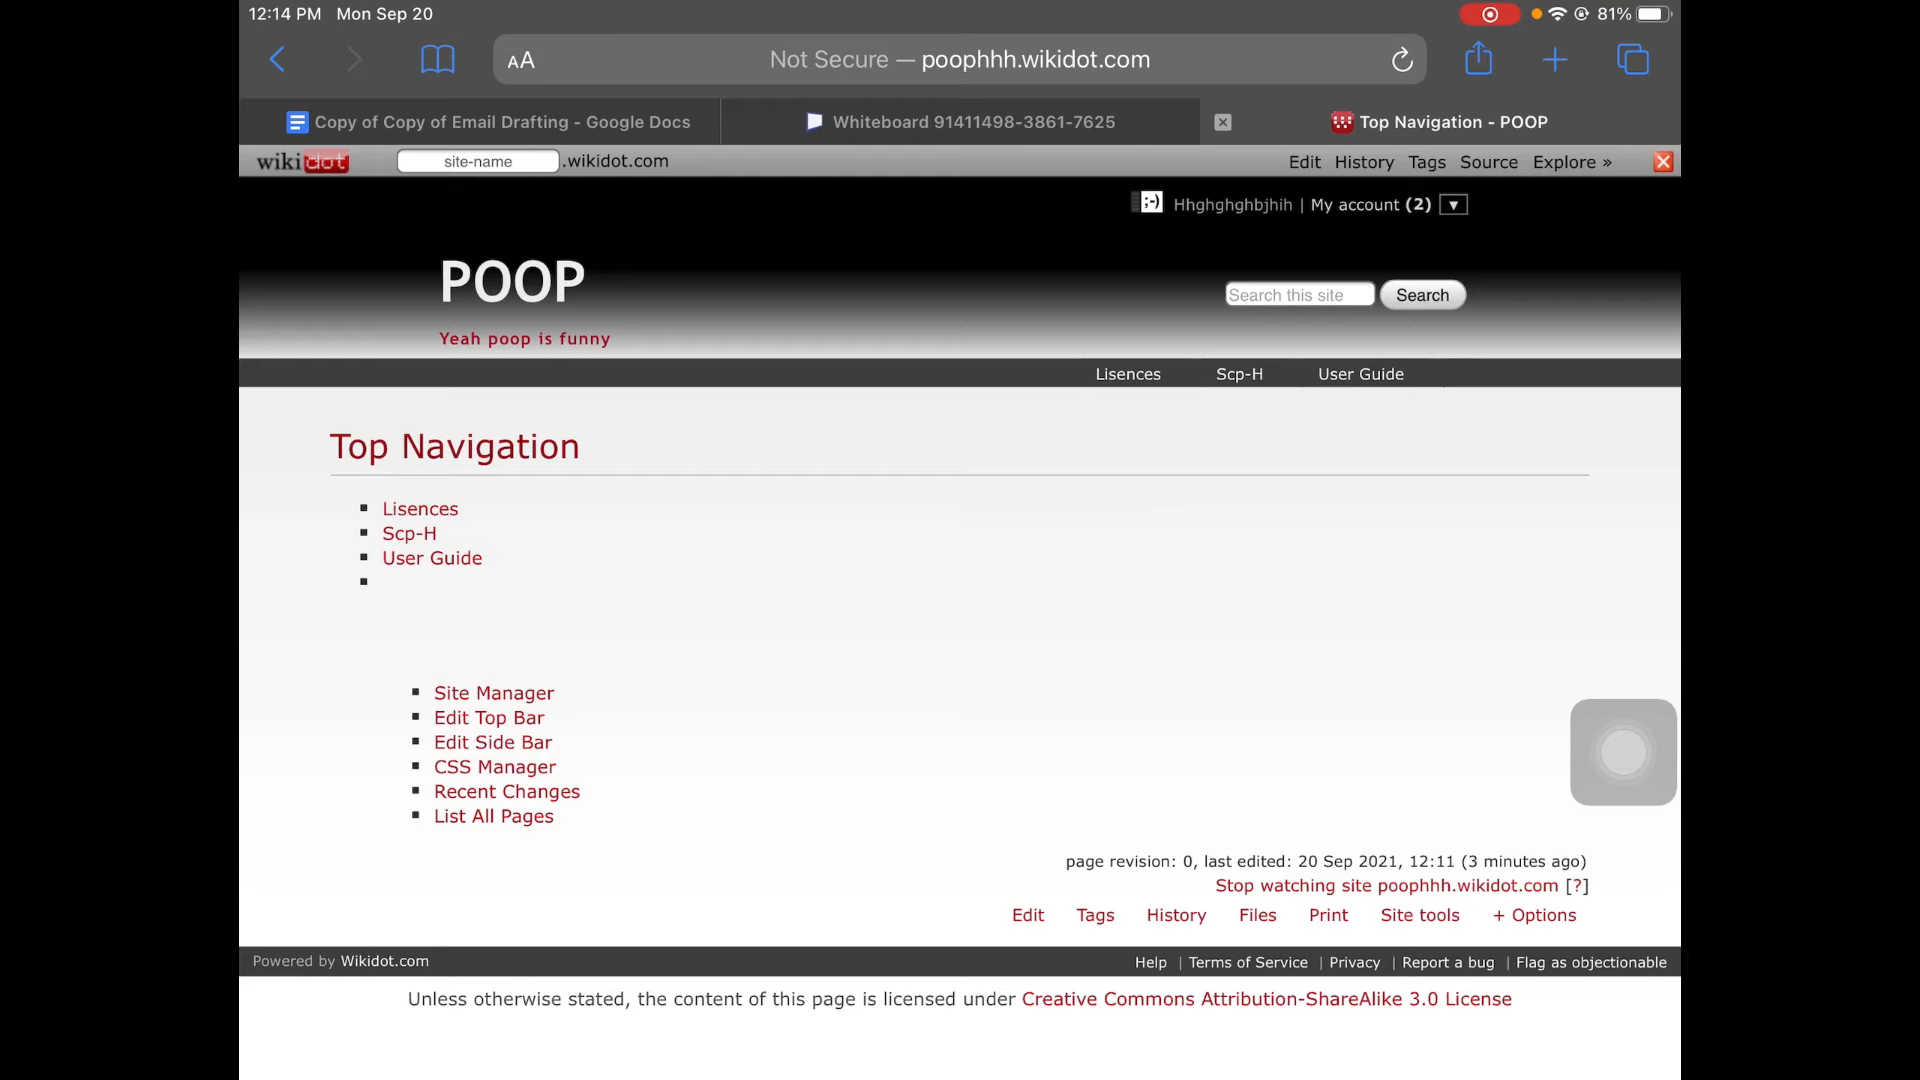 12:14 PM Mon Sep 20 81%
AA Not Secure — poophhh.wikidot.com
Copy of Copy of Email Drafting - Google Docs Whiteboard 91411498-3861-7625 Top Navigation - POOP
wikidot site-name .wikidot.com Edit History Tags Source Explore »
;-) Hhghghghbjhih | My account (2) ▼
POOP
Search this site Search
Yeah poop is funny
Lisences Scp-H User Guide
Top Navigation
Lisences
Scp-H
User Guide
Site Manager
Edit Top Bar
Edit Side Bar
CSS Manager
Recent Changes
List All Pages
page revision: 0, last edited: 20 Sep 2021, 12:11 (3 minutes ago)
Stop watching site poophhh.wikidot.com [?]
Edit Tags History Files Print Site tools + Options
Powered by Wikidot.com Help | Terms of Service | Privacy | Report a bug | Flag as objectionable
Unless otherwise stated, the content of this page is licensed under Creative Commons Attribution-ShareAlike 3.0 License